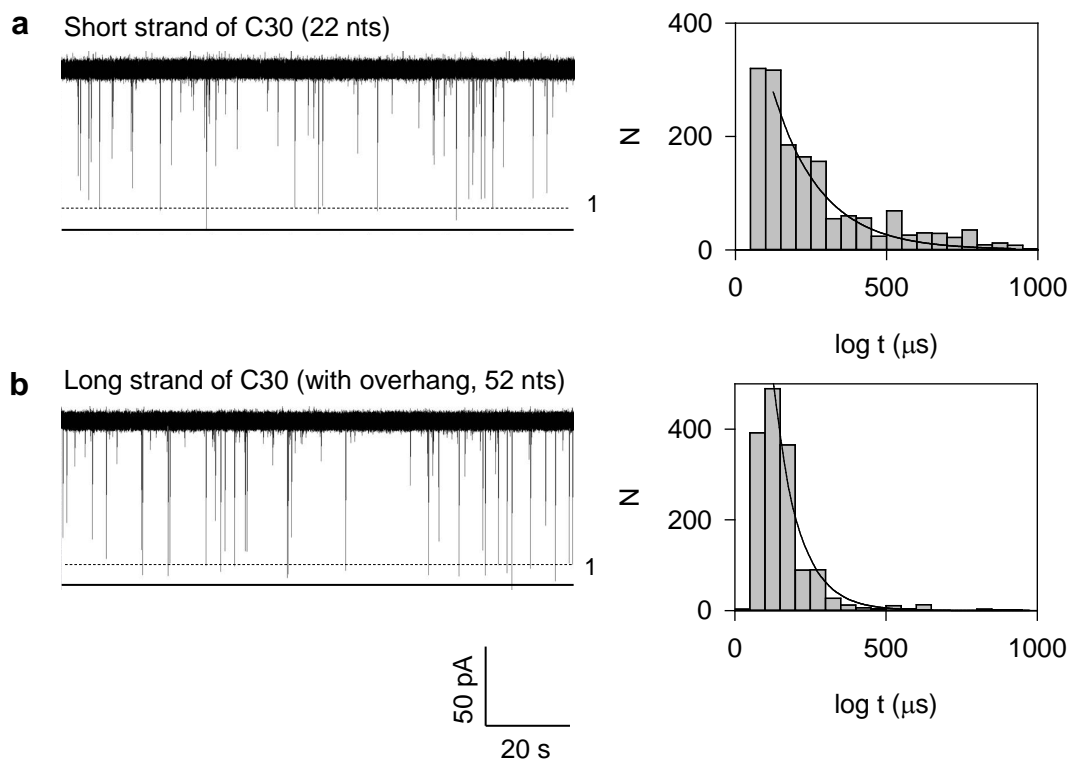 a Short strand of C30 (22 nts)
1
400
200
0
N
0 500 1000
log t (μs)
b Long strand of C30 (with overhang, 52 nts)
1
400
200
0
N
0 500 1000
log t (μs)
50 pA
20 s